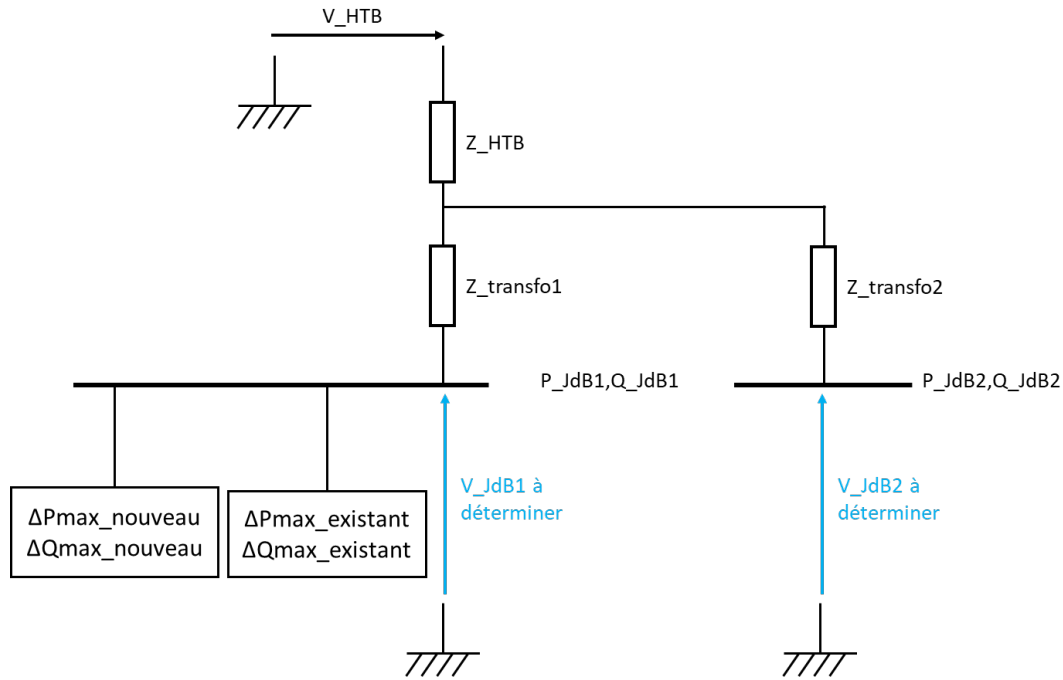 V_HTB
Z_HTB
Z_transfo1
Z_transfo2
P_JdB1,Q_JdB1
P_JdB2,Q_JdB2
V_JdB1 à
déterminer
V_JdB2 à
déterminer
ΔPmax_nouveau
ΔQmax_nouveau
ΔPmax_existant
ΔQmax_existant